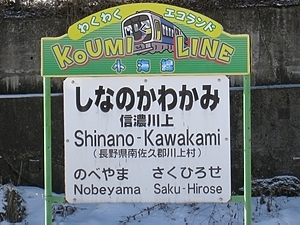 わくわく エコランド
KOUMI LINE
小海線
しなのかわかみ
信濃川上
Shinano-Kawakami
(長野県南佐久郡川上村)
のべやま さくひろせ
Nobeyama Saku-Hirose